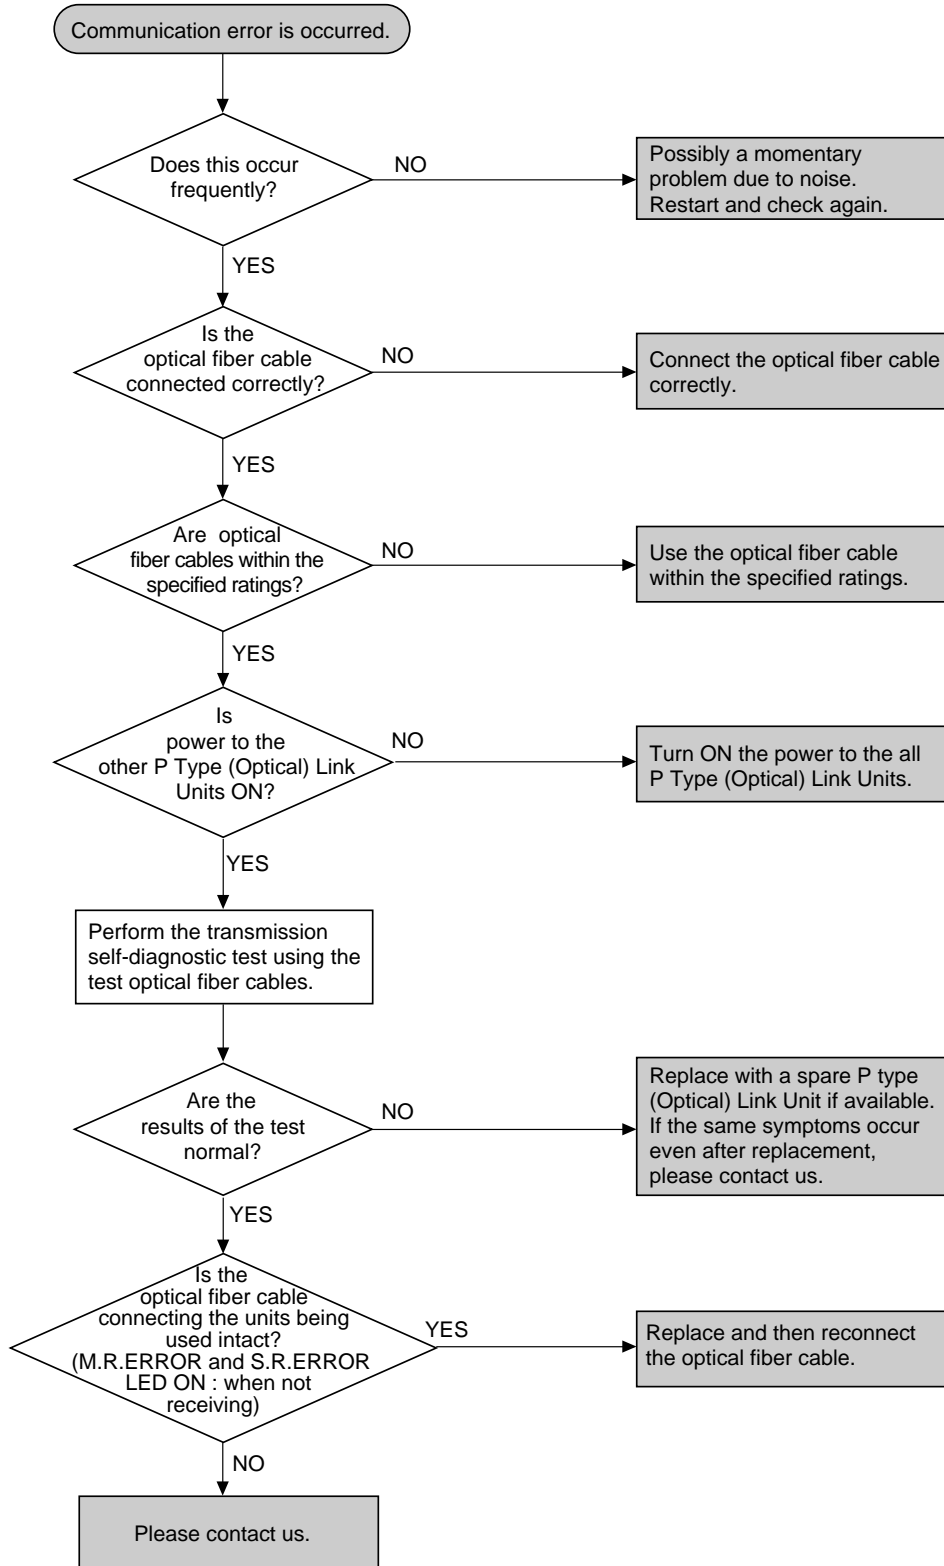 Communication error is occurred.
Does this occur
frequently?
NO
Possibly a momentary
problem due to noise.
Restart and check again.
YES
Is the
optical fiber cable
connected correctly?
NO
Connect the optical fiber cable
correctly.
YES
Are optical
fiber cables within the
specified ratings?
NO
Use the optical fiber cable
within the specified ratings.
YES
Is
power to the
other P Type (Optical) Link
Units ON?
NO
Turn ON the power to the all
P Type (Optical) Link Units.
YES
Perform the transmission
self-diagnostic test using the
test optical fiber cables.
Are the
results of the test
normal?
NO
Replace with a spare P type
(Optical) Link Unit if available.
If the same symptoms occur
even after replacement,
please contact us.
YES
Is the
optical fiber cable
connecting the units being
used intact?
(M.R.ERROR and S.R.ERROR
LED ON : when not
receiving)
YES
Replace and then reconnect
the optical fiber cable.
NO
Please contact us.